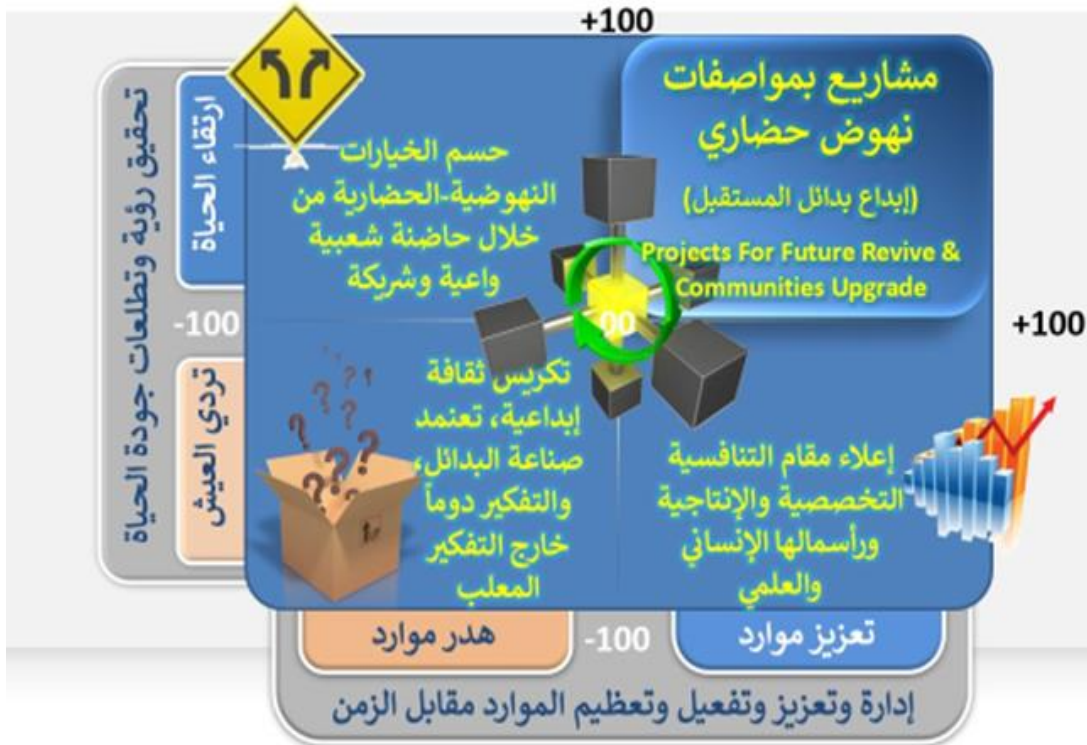 +100
مشاريع بمواصفات
نهوض حضاري
(إبداع بدائل المستقبل)
Projects For Future Revive &
Communities Upgrade
حسم الخيارات
النهوضية-الحضارية من
خلال حاضنة شعبية
واعية وشريكة
تحقيق رؤية وتطلعات جودة الحياة
ارتقاء الحياة
-100
تردي العيش
00
+100
تكريس ثقافة
إبداعية، تعتمد
صناعة البدائل،
والتفكير دوماً
خارج التفكير
المعلب
إعلاء مقام التنافسية
التخصصية والإنتاجية
ورأسمالها الإنساني
والعلمي
تعزيز موارد
-100
هدر موارد
إدارة وتعزيز وتفعيل وتعظيم الموارد مقابل الزمن